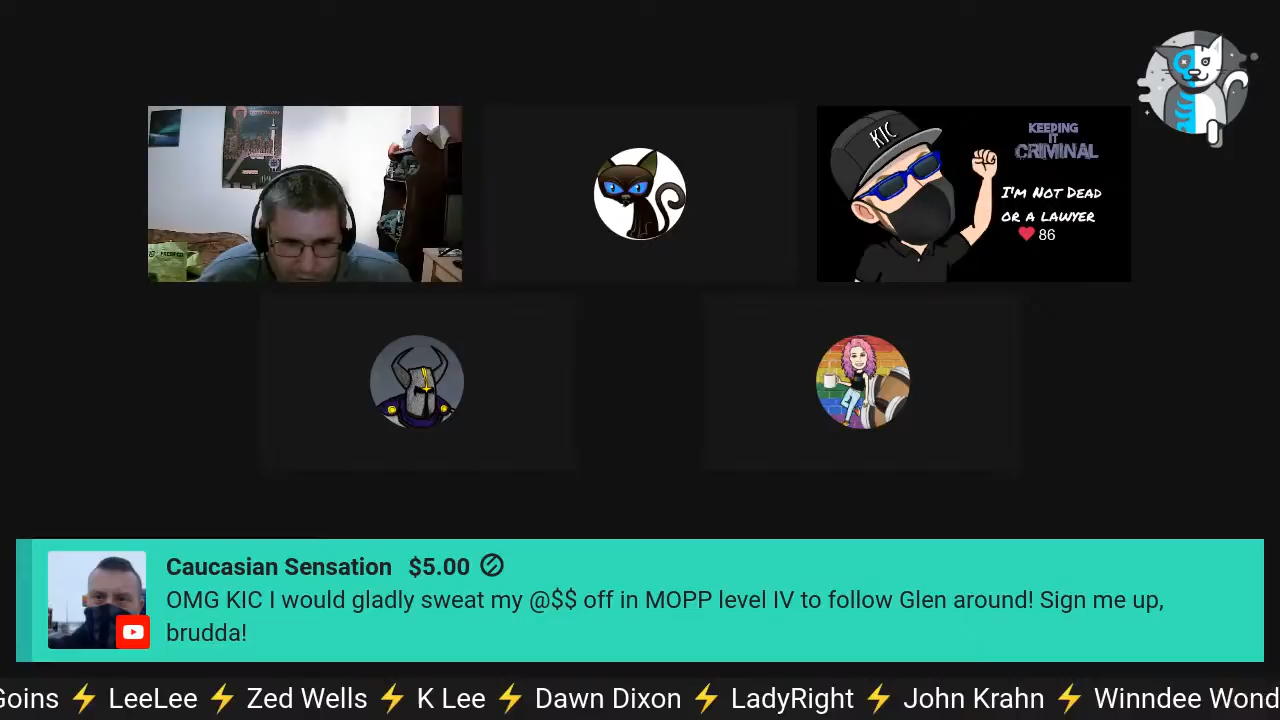 KIC
KEEPING
IT
CRIMINAL
I'M NOT DEAD
OR A LAWYER
86
Caucasian Sensation $5.00
OMG KIC I would gladly sweat my @$$ off in MOPP level IV to follow Glen around! Sign me up,
brudda!
Goins ⚡ LeeLee ⚡ Zed Wells ⚡ K Lee ⚡ Dawn Dixon ⚡ LadyRight ⚡ John Krahn ⚡ Winndee Wond